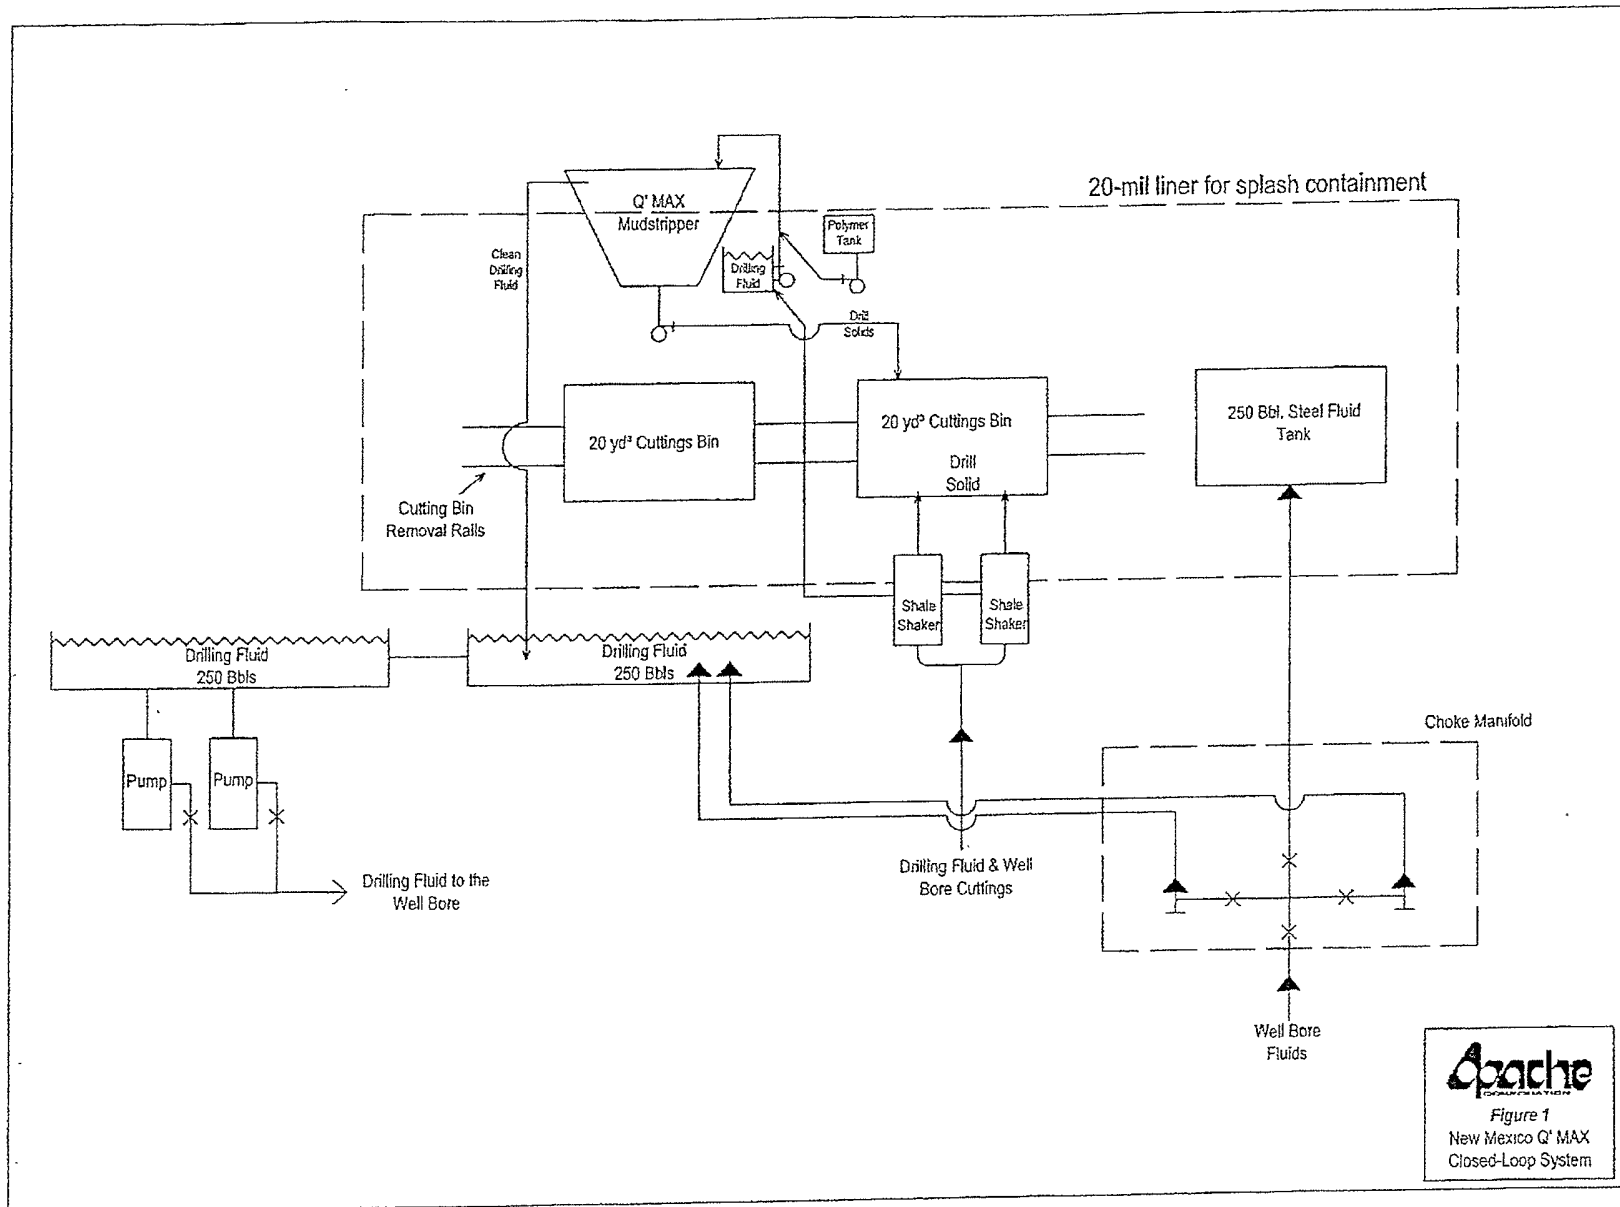 20-mil liner for splash containment
Q' MAX
Mudstripper
Polymer
Tank
Clean
Drilling
Fluid
Drilling
Fluid
Drill
Solids
20 yd³ Cuttings Bin
20 yd³ Cuttings Bin
Drill
Solid
250 Bbl. Steel Fluid
Tank
Cutting Bin
Removal Rails
Shale
Shaker
Shale
Shaker
Drilling Fluid
250 Bbls
Drilling Fluid
250 Bbls
Choke Manifold
Pump
Pump
Drilling Fluid to the
Well Bore
Drilling Fluid & Well
Bore Cuttings
Well Bore
Fluids
Apache
CORPORATION
Figure 1
New Mexico Q' MAX
Closed-Loop System